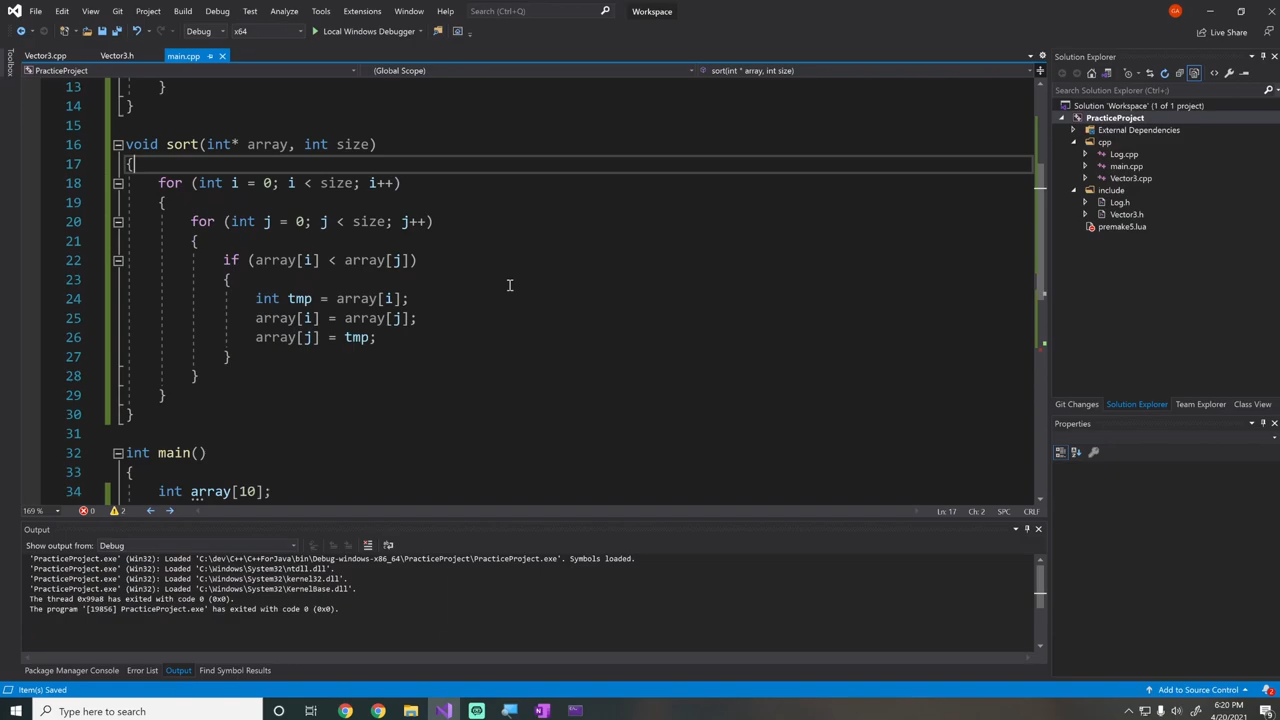 File Edit View Git Project Build Debug Test Analyze Tools Extensions Window Help Search (Ctrl+Q) Workspace GA
Debug x64 Local Windows Debugger Live Share
Toolbox
Vector3.cpp Vector3.h main.cpp
PracticeProject (Global Scope) sort(int * array, int size)
13 }
14 }
15
16 void sort(int* array, int size)
17 {
18 for (int i = 0; i < size; i++)
19 {
20 for (int j = 0; j < size; j++)
21 {
22 if (array[i] < array[j])
23 {
24 int tmp = array[i];
25 array[i] = array[j];
26 array[j] = tmp;
27 }
28 }
29 }
30 }
31
32 int main()
33 {
34 int array[10];
169 % 0 2 Ln: 17 Ch: 2 SPC CRLF
Solution Explorer
Search Solution Explorer (Ctrl+;)
Solution 'Workspace' (1 of 1 project)
PracticeProject
External Dependencies
cpp
Log.cpp
main.cpp
Vector3.cpp
include
Log.h
Vector3.h
premake5.lua
Git Changes Solution Explorer Team Explorer Class View
Properties
Output
Show output from: Debug
'PracticeProject.exe' (Win32): Loaded 'C:\dev\C++\C++ForJava\bin\Debug-windows-x86_64\PracticeProject\PracticeProject.exe'. Symbols loaded.
'PracticeProject.exe' (Win32): Loaded 'C:\Windows\System32\ntdll.dll'.
'PracticeProject.exe' (Win32): Loaded 'C:\Windows\System32\kernel32.dll'.
'PracticeProject.exe' (Win32): Loaded 'C:\Windows\System32\KernelBase.dll'.
The thread 0x99a8 has exited with code 0 (0x0).
The program '[19856] PracticeProject.exe' has exited with code 0 (0x0).
Package Manager Console Error List Output Find Symbol Results
Item(s) Saved Add to Source Control 2
Type here to search
6:20 PM
4/20/2021